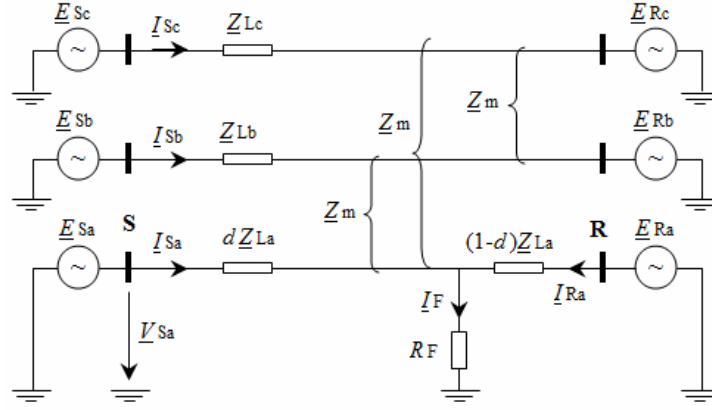 E Sc
I Sc
Z Lc
E Rc
~
~
Z m
Z m
E Sb
I Sb
Z Lb
E Rb
~
~
Z m
E Sa
S
I Sa
d Z La
(1-d) Z La
R
E Ra
~
~
I F
I Ra
V Sa
R F